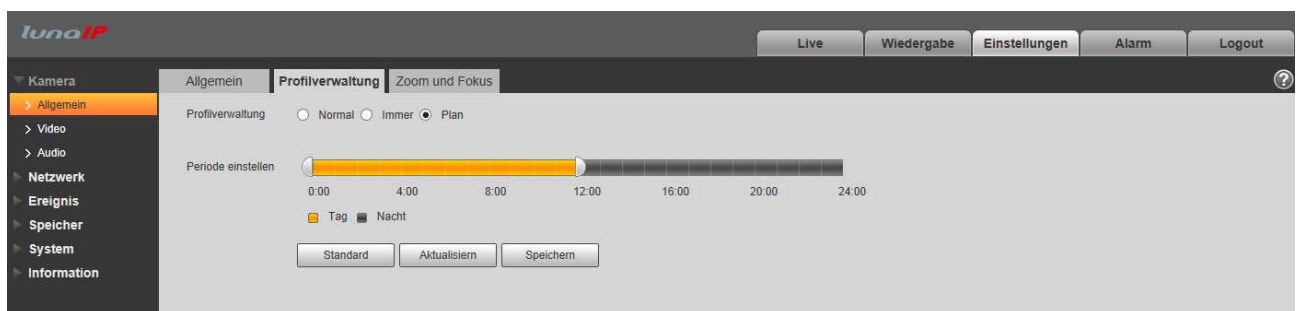 lunaIP
Live Wiedergabe Einstellungen Alarm Logout
Kamera
Allgemein Profilverwaltung Zoom und Fokus ?
> Allgemein
Profilverwaltung Normal Immer Plan
> Video
> Audio
Periode einstellen
Netzwerk
0:00 4:00 8:00 12:00 16:00 20:00 24:00
Ereignis
Tag Nacht
Speicher
System
Standard Aktualisiern Speichern
Information